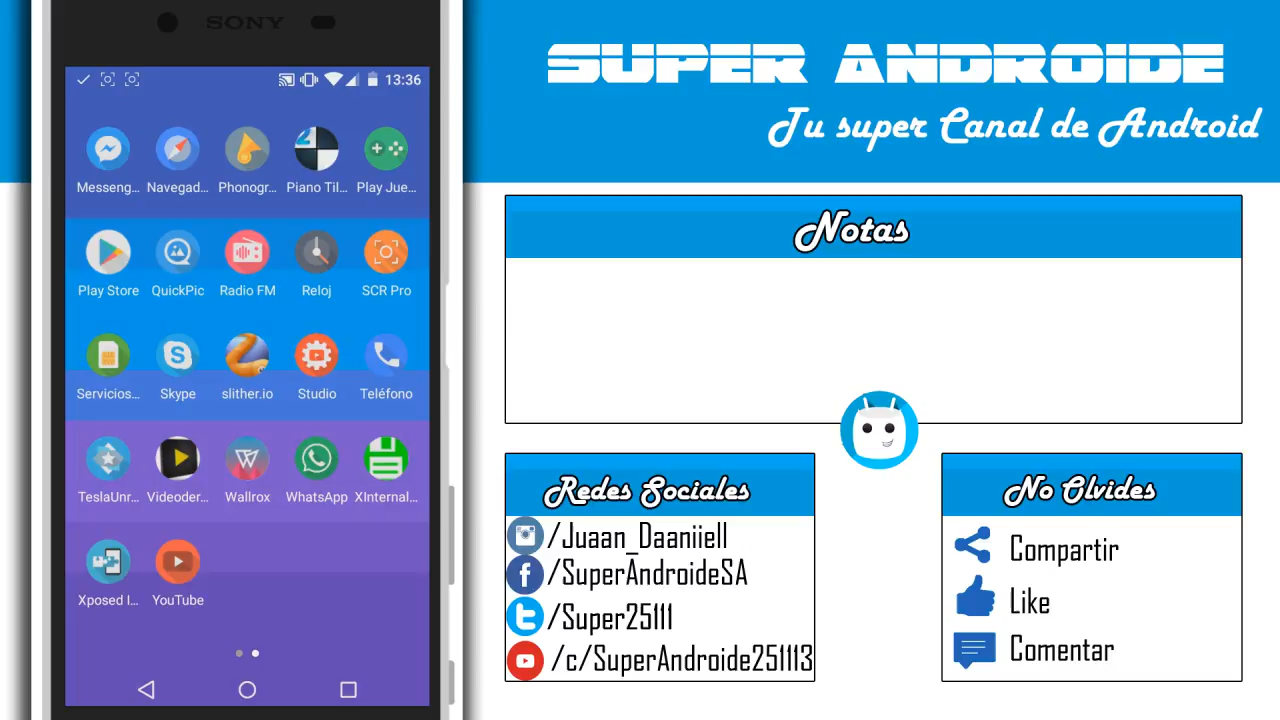 SONY
13:36
Messeng...
Navegad...
Phonogr...
Piano Til...
Play Jue...
Play Store
QuickPic
Radio FM
Reloj
SCR Pro
Servicios...
Skype
slither.io
Studio
Teléfono
TeslaUnr...
Videoder...
Wallrox
WhatsApp
XInternal...
Xposed I...
YouTube
SUPER ANDROIDE
Tu super Canal de Android
Notas
Redes Sociales
/Juaan_Daaniiell
/SuperAndroideSA
/Super25111
/c/SuperAndroide251113
No Olvides
Compartir
Like
Comentar